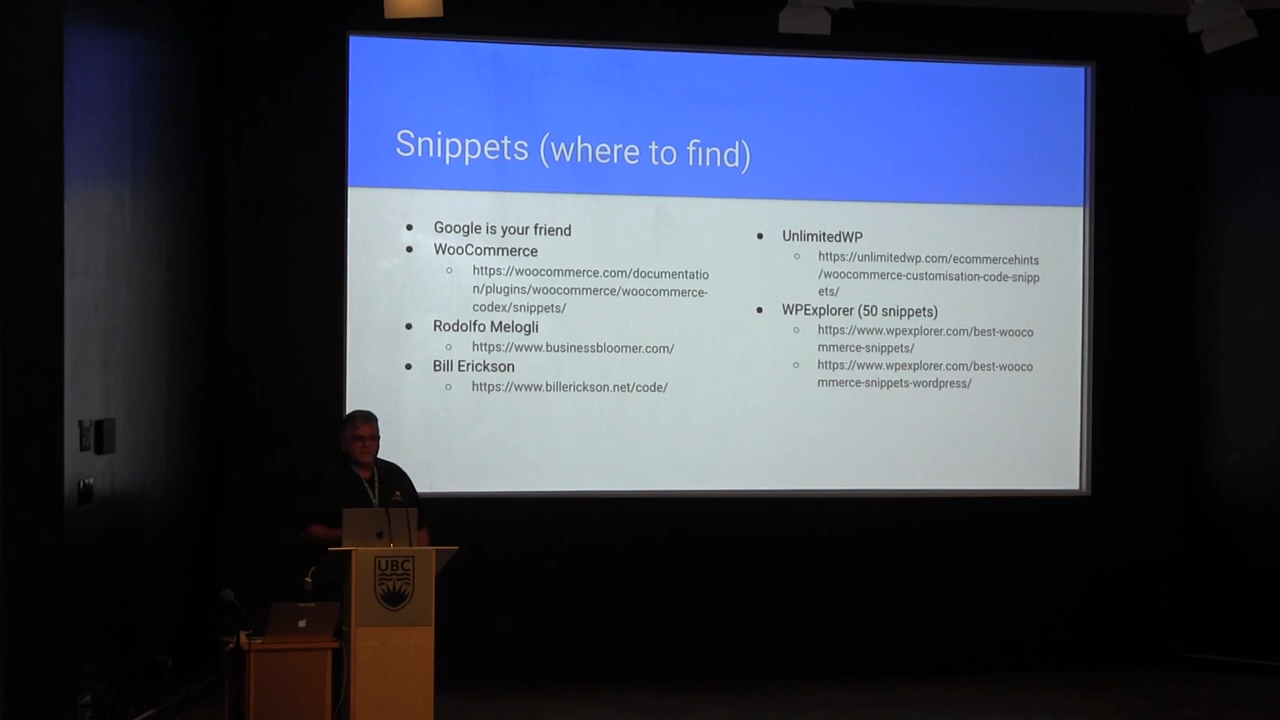 Snippets (where to find)
● Google is your friend
● WooCommerce
○ https://woocommerce.com/documentatio
n/plugins/woocommerce/woocommerce-
codex/snippets/
● Rodolfo Melogli
○ https://www.businessbloomer.com/
● Bill Erickson
○ https://www.billerickson.net/code/
● UnlimitedWP
○ https://unlimitedwp.com/ecommercehints
/woocommerce-customisation-code-snipp
ets/
● WPExplorer (50 snippets)
○ https://www.wpexplorer.com/best-wooco
mmerce-snippets/
○ https://www.wpexplorer.com/best-wooco
mmerce-snippets-wordpress/
UBC